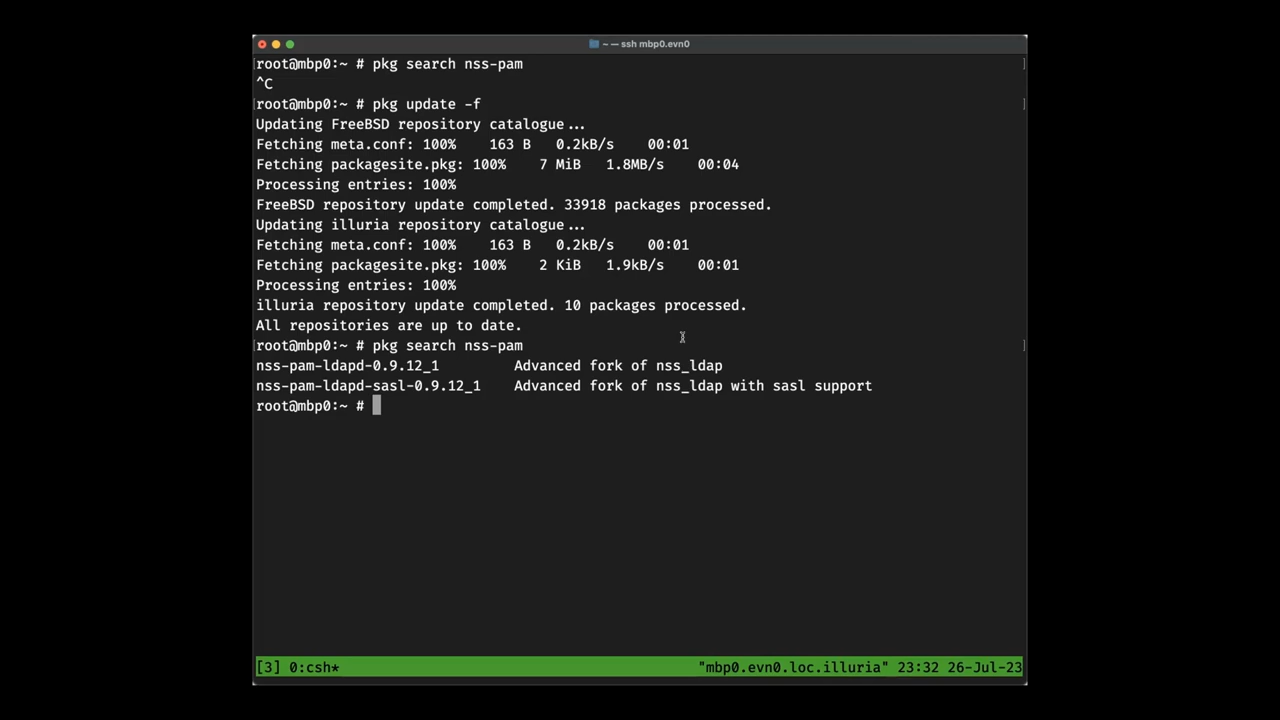 ~ — ssh mbp0.evn0
root@mbp0:~ # pkg search nss-pam
^C
root@mbp0:~ # pkg update -f
Updating FreeBSD repository catalogue...
Fetching meta.conf: 100%    163 B   0.2kB/s    00:01
Fetching packagesite.pkg: 100%    7 MiB   1.8MB/s    00:04
Processing entries: 100%
FreeBSD repository update completed. 33918 packages processed.
Updating illuria repository catalogue...
Fetching meta.conf: 100%    163 B   0.2kB/s    00:01
Fetching packagesite.pkg: 100%    2 KiB   1.9kB/s    00:01
Processing entries: 100%
illuria repository update completed. 10 packages processed.
All repositories are up to date.
root@mbp0:~ # pkg search nss-pam
nss-pam-ldapd-0.9.12_1         Advanced fork of nss_ldap
nss-pam-ldapd-sasl-0.9.12_1    Advanced fork of nss_ldap with sasl support
root@mbp0:~ #
[3] 0:csh* "mbp0.evn0.loc.illuria" 23:32 26-Jul-23